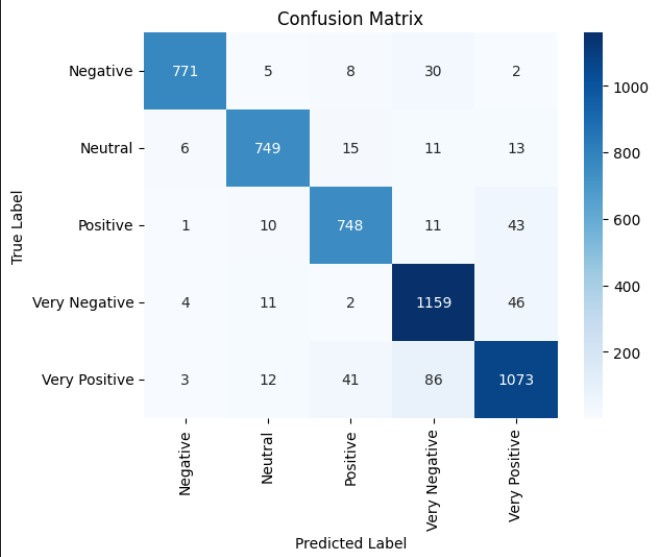 Confusion Matrix
Negative 771 5 8 30 2
Neutral 6 749 15 11 13
Positive 1 10 748 11 43
Very Negative 4 11 2 1159 46
Very Positive 3 12 41 86 1073
Negative Neutral Positive Very Negative Very Positive
Predicted Label
True Label
1000
800
600
400
200